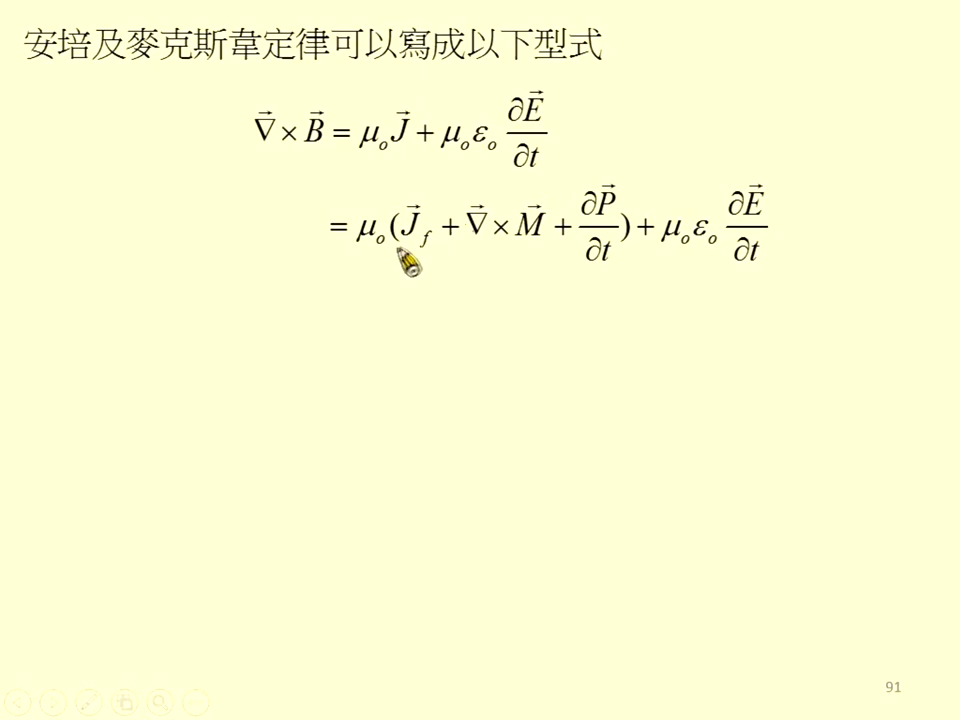 安培及麥克斯韋定律可以寫成以下型式
∇⃗ × B⃗ = μₒJ⃗ + μₒεₒ ∂E⃗/∂t
= μₒ(J⃗_f + ∇⃗ × M⃗ + ∂P⃗/∂t) + μₒεₒ ∂E⃗/∂t
91